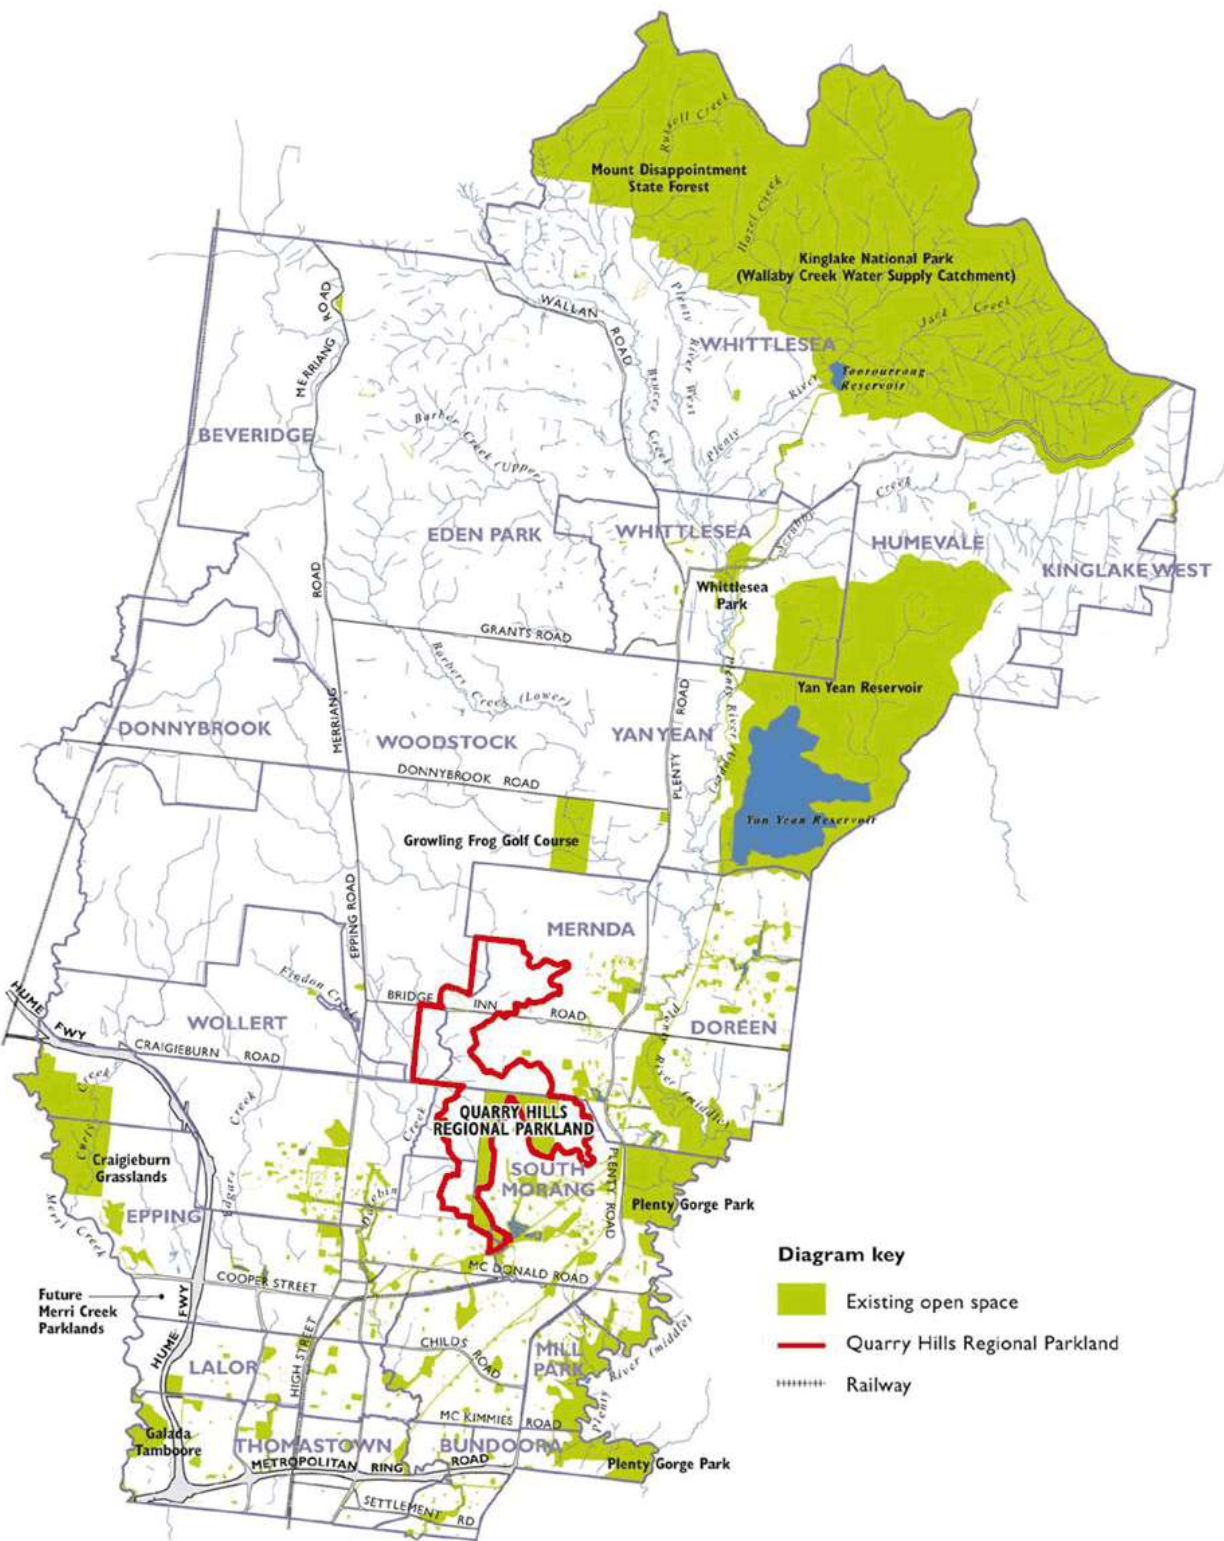 Russell Creek
Mount Disappointment
State Forest
Hazel Creek
Kinglake National Park
(Wallaby Creek Water Supply Catchment)
Jack Creek
WALLAN ROAD
MERRIANG ROAD
Plenty River West
WHITTLESEA
Toorourrong
Reservoir
Bruces Creek
Plenty River
BEVERIDGE
Barber Creek (Upper)
Creek
EDEN PARK
WHITTLESEA
HUMEVALE
KINGLAKE WEST
Whittlesea
Park
ROAD
GRANTS ROAD
Barbers Creek (Lower)
Yan Yean Reservoir
MERRIANG
PLENTY ROAD
DONNYBROOK
WOODSTOCK
YAN YEAN
DONNYBROOK ROAD
Yan Yean Reservoir
Growling Frog Golf Course
EPPING ROAD
MERNDA
Findon Creek
HUME FWY
BRIDGE INN ROAD
WOLLERT
DOREEN
CRAIGIEBURN ROAD
Plenty River (middle)
Curly Creek
Creek
QUARRY HILLS
REGIONAL PARKLAND
Craigieburn
Grasslands
Edgars
Darebin Creek
SOUTH
MORANG
PLENTY ROAD
Plenty Gorge Park
Merri Creek
EPPING
Diagram key
COOPER STREET
MC DONALD ROAD
Existing open space
Future
Merri Creek
Parklands
HUME FWY
HIGH STREET
CHILDS ROAD
MILL
PARK
Plenty River (middle)
Quarry Hills Regional Parkland
LALOR
Railway
MC KIMMIES ROAD
Galada
Tamboore
THOMASTOWN
BUNDOORA
METROPOLITAN RING ROAD
Plenty Gorge Park
SETTLEMENT RD